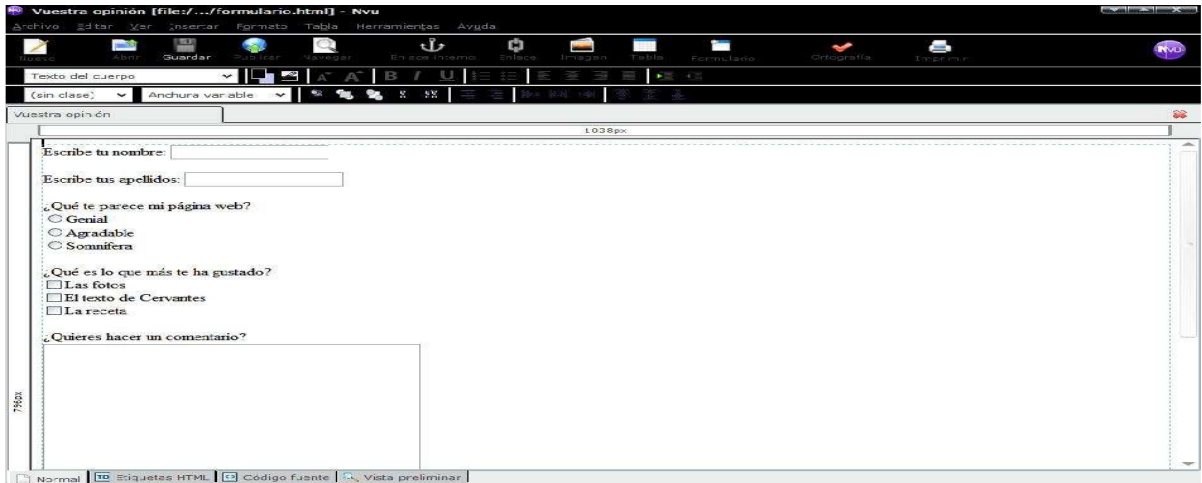 Vuestra opinión [file:/.../formulario.html] - Nvu
Archivo Editar Ver Insertar Formato Tabla Herramientas Ayuda
Nuevo Abrir Guardar Publicar Navegar Enlace interno Enlace Imagen Tabla Formulario Ortografía Imprimir
Nvu
Texto del cuerpo
(sin clase) Anchura variable
Vuestra opinión
1038px
Escribe tu nombre:
Escribe tus apellidos:
¿Qué te parece mi página web?
Genial
Agradable
Somnífera
¿Qué es lo que más te ha gustado?
Las fotos
El texto de Cervantes
La receta
¿Quieres hacer un comentario?
796px
Normal Etiquetas HTML Código fuente Vista preliminar